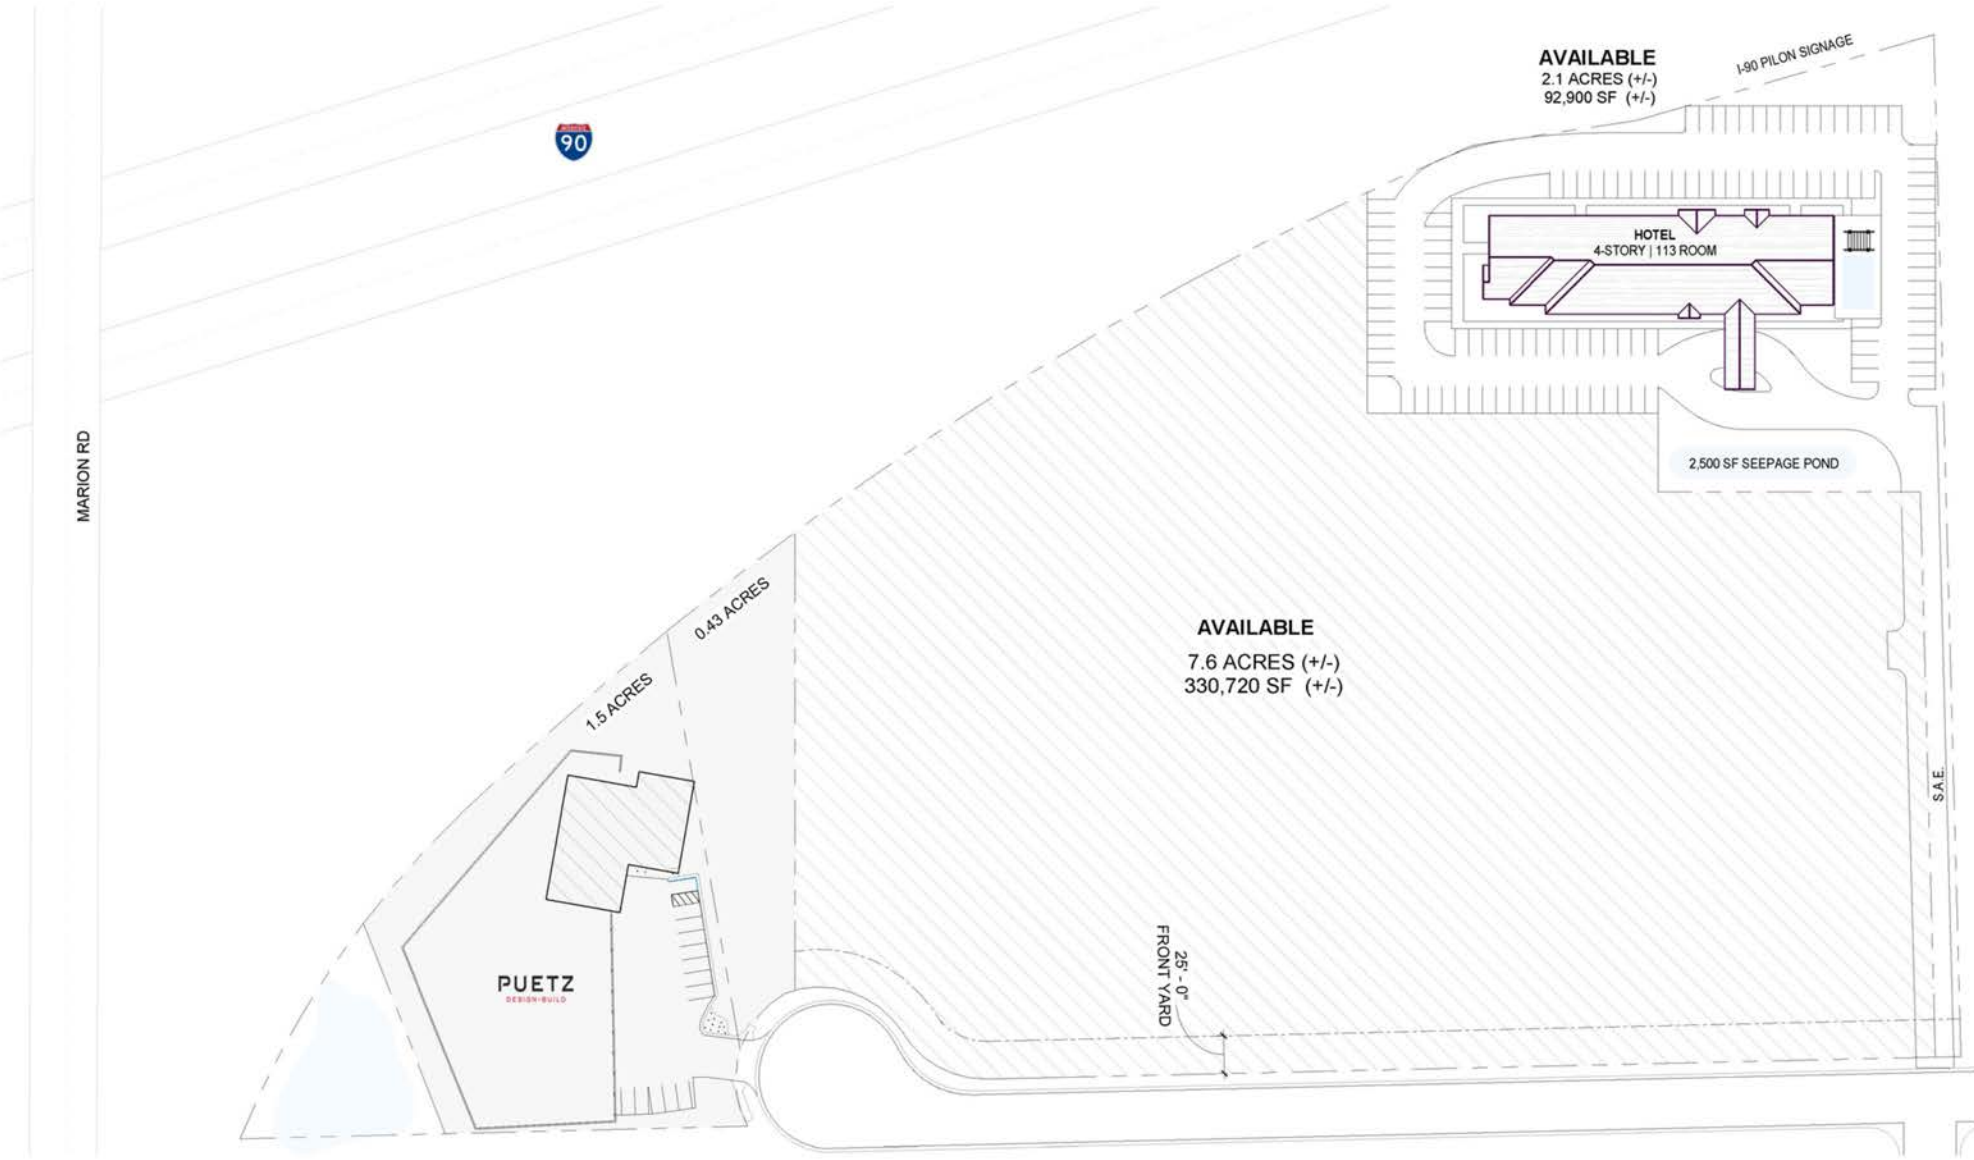 AVAILABLE
2.1 ACRES (+/-)
92,900 SF (+/-)
I-90 PILON SIGNAGE
90
HOTEL
4-STORY | 113 ROOM
MARION RD
2,500 SF SEEPAGE POND
0.43 ACRES
1.5 ACRES
AVAILABLE
7.6 ACRES (+/-)
330,720 SF (+/-)
S.A.E.
25' - 0"
FRONT YARD
PUETZ
DESIGN-BUILD